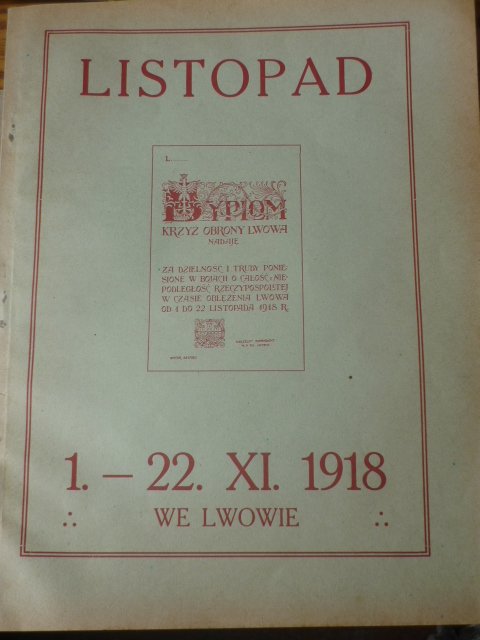 LISTOPAD
L.
DYPLOM
KRZYŻ OBRONY LWOWA
NADAJE
ZA DZIELNOŚĆ I TRUDY PONIE-
SIONE W BOJACH O CAŁOŚĆ I NIE-
PODLEGŁOŚĆ RZECZYPOSPOLITEJ
W CZASIE OBLĘŻENIA LWOWA
OD 1 DO 22 LISTOPADA 1918 R.
1. — 22. XI. 1918
WE LWOWIE